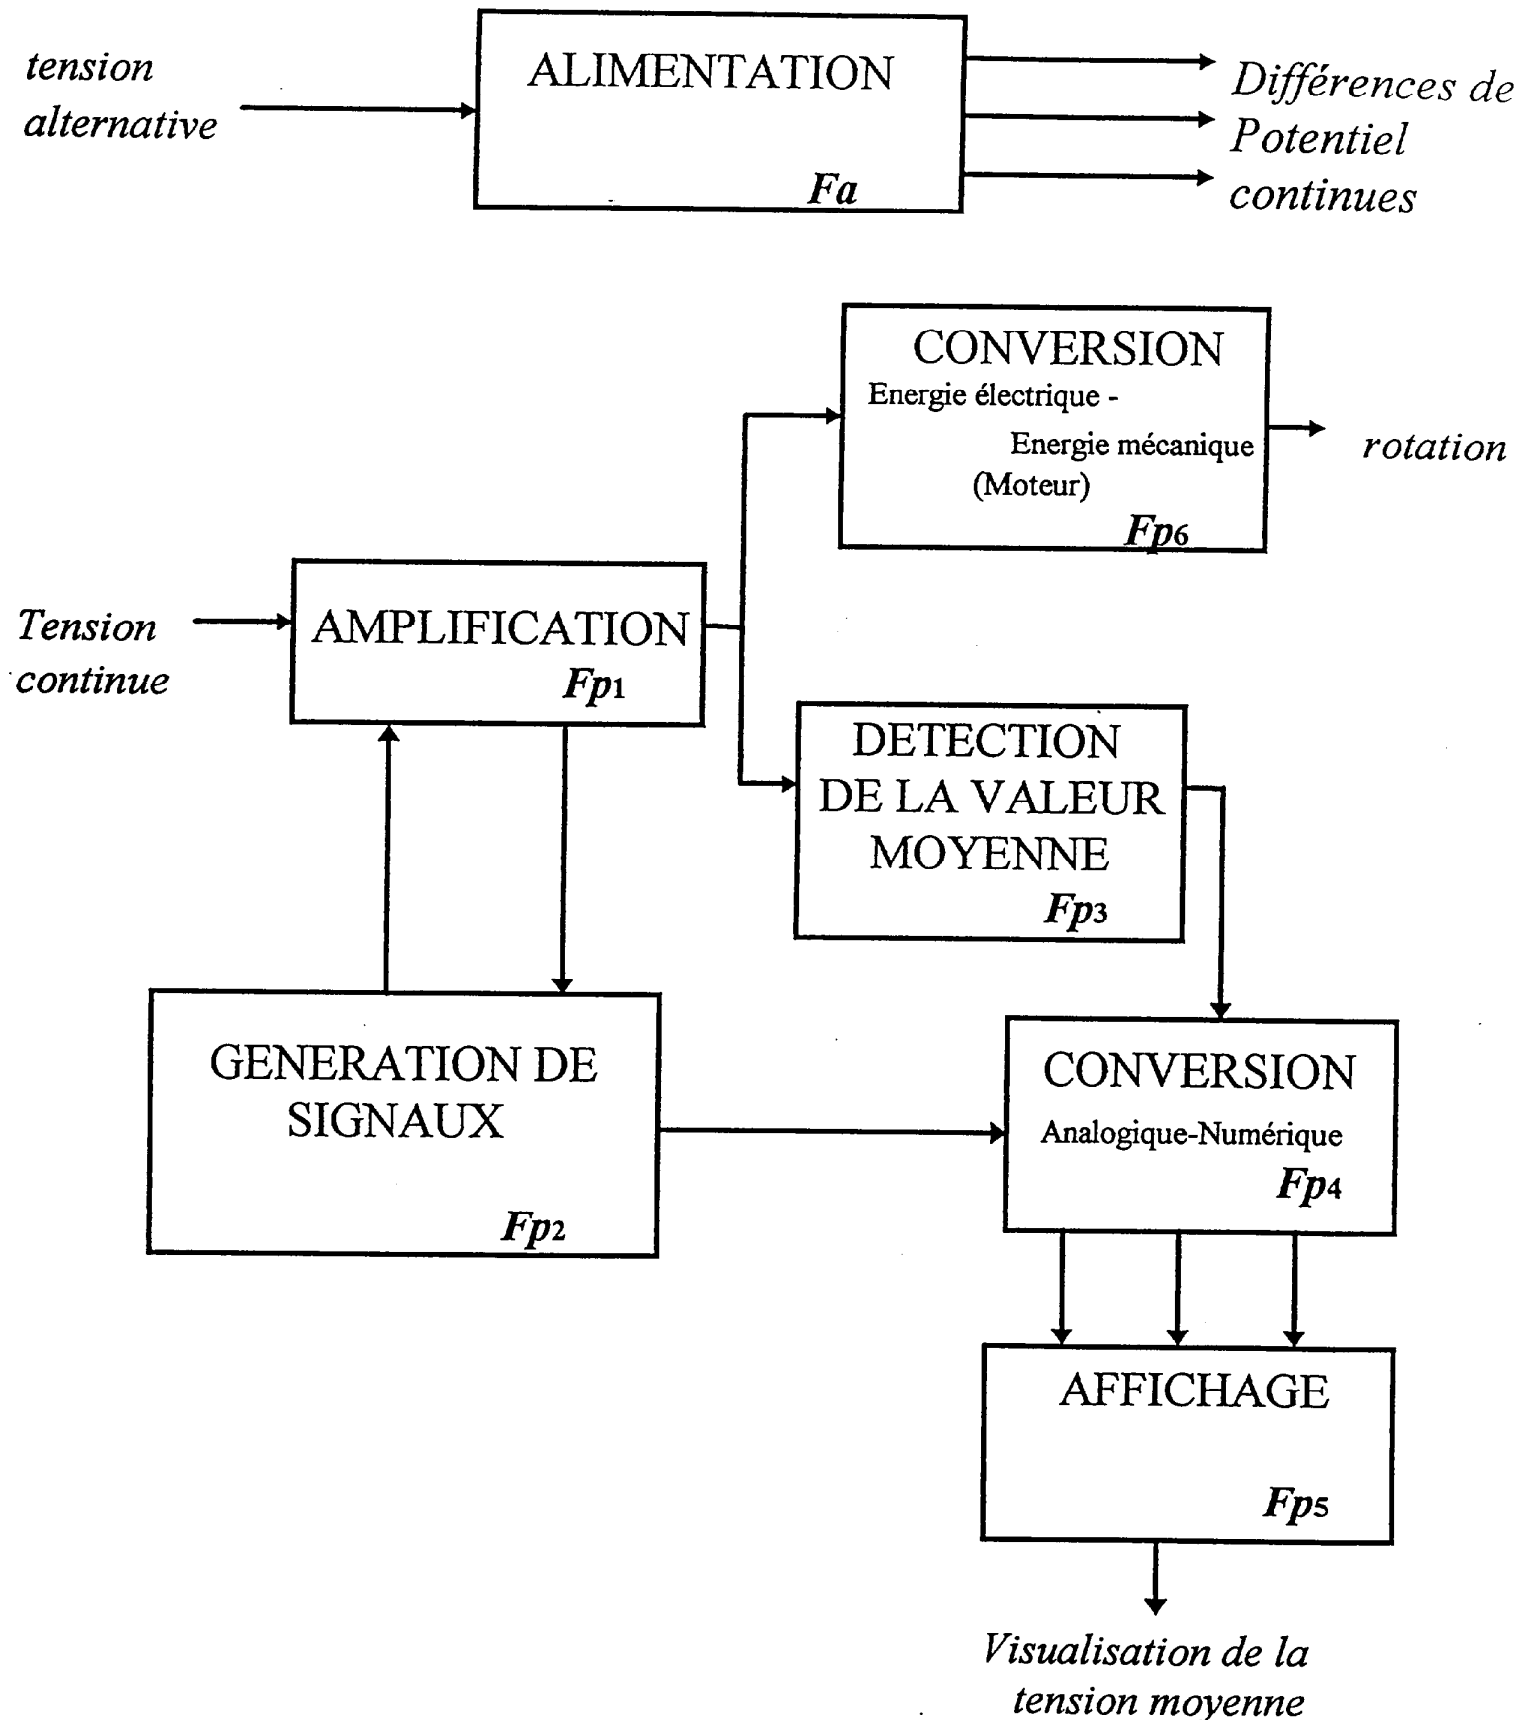 tension
alternative
ALIMENTATION
Fa
Différences de
Potentiel
continues
CONVERSION
Energie électrique -
Energie mécanique
(Moteur)
Fp6
rotation
Tension
continue
AMPLIFICATION
Fp1
DETECTION
DE LA VALEUR
MOYENNE
Fp3
GENERATION DE
SIGNAUX
Fp2
CONVERSION
Analogique-Numérique
Fp4
AFFICHAGE
Fp5
Visualisation de la
tension moyenne